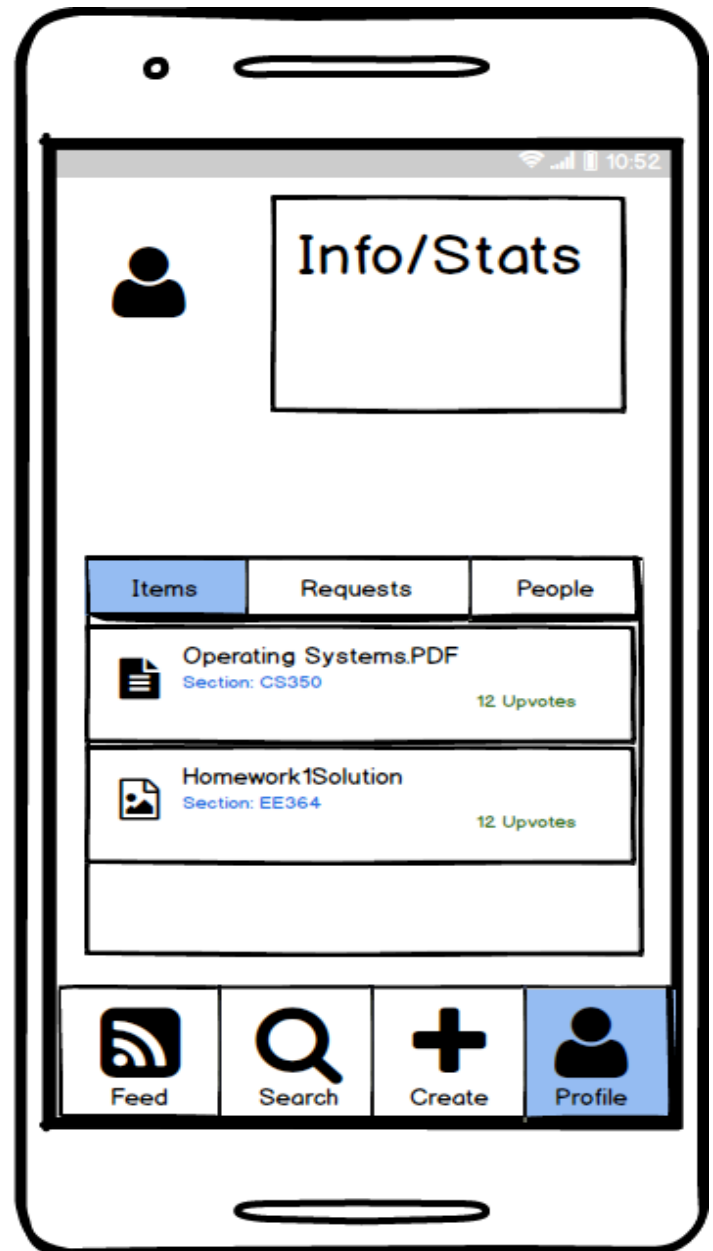 10:52
Info/Stats
Items Requests People
Operating Systems.PDF
Section: CS350
12 Upvotes
Homework1Solution
Section: EE364
12 Upvotes
Feed Search Create Profile